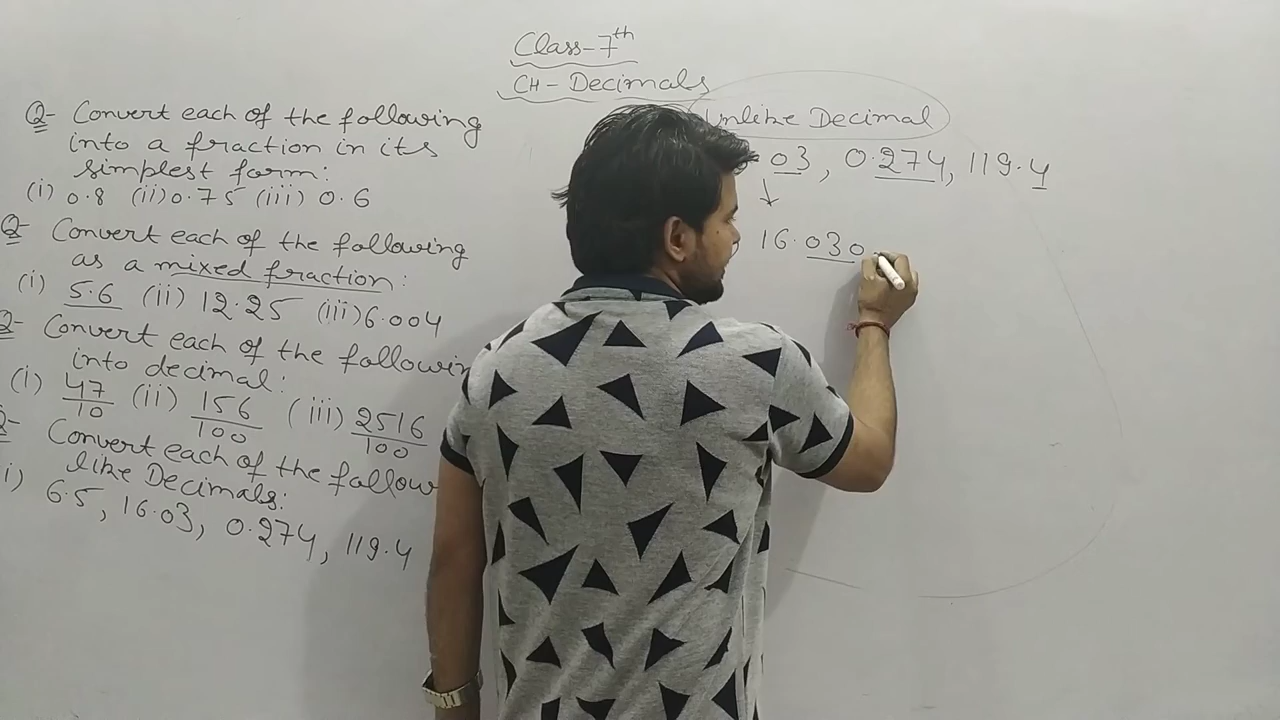 Class-7th
CH-Decimals
Q- Convert each of the following
into a fraction in its
simplest form:
(i) 0.8 (ii) 0.75 (iii) 0.6
Q- Convert each of the following
as a mixed fraction:
(i) 5.6 (ii) 12.25 (iii) 6.004
Q- Convert each of the followin
into decimal:
(i) 47/10 (ii) 156/100 (iii) 2516/100
Q- Convert each of the follow
like Decimals:
i) 6.5, 16.03, 0.274, 119.4
Unlike Decimal
03, 0.274, 119.4
16.030